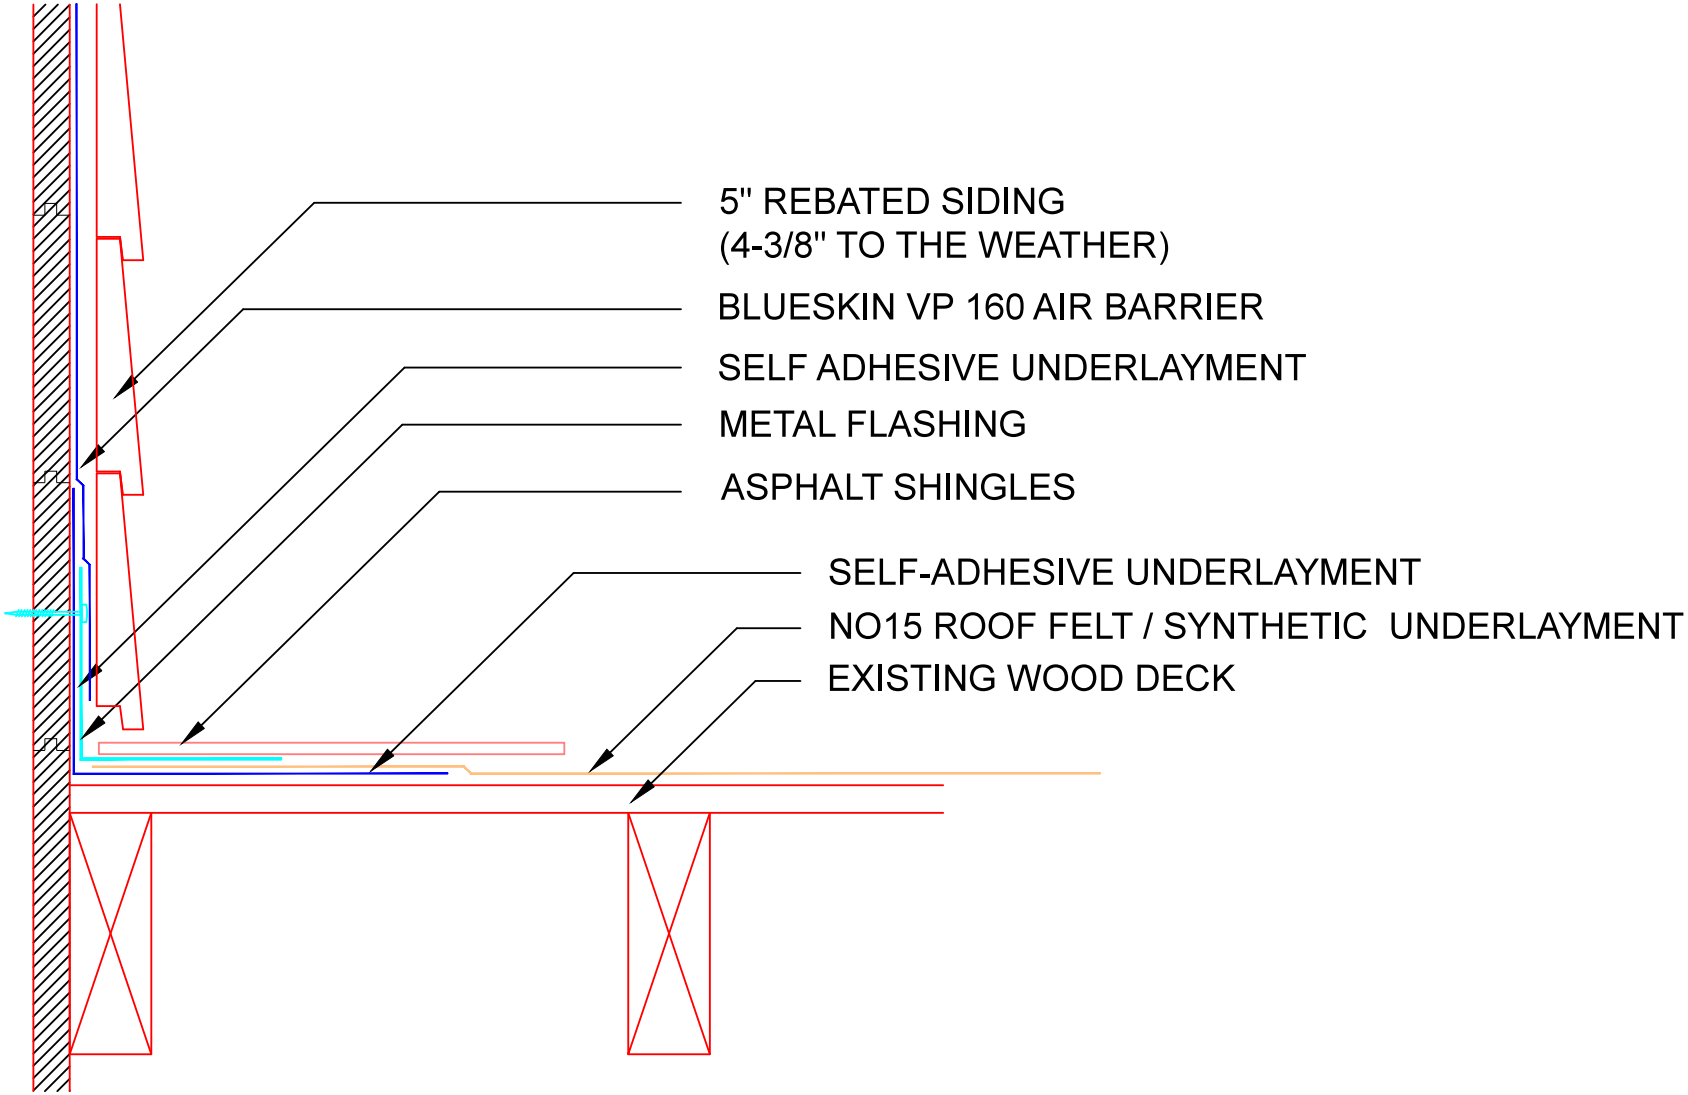 5" REBATED SIDING
(4-3/8" TO THE WEATHER)
BLUESKIN VP 160 AIR BARRIER
SELF ADHESIVE UNDERLAYMENT
METAL FLASHING
ASPHALT SHINGLES
SELF-ADHESIVE UNDERLAYMENT
NO15 ROOF FELT / SYNTHETIC  UNDERLAYMENT
EXISTING WOOD DECK